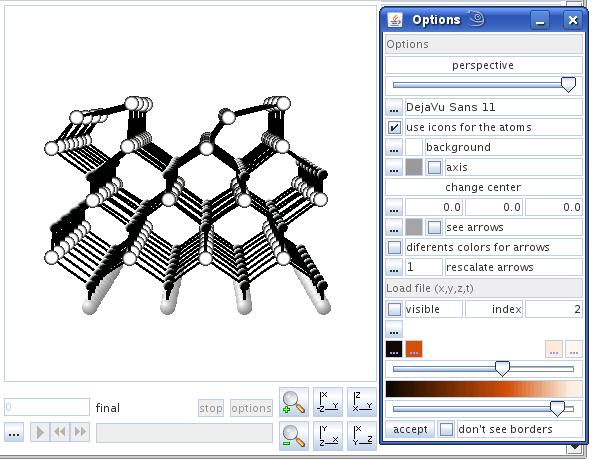 Options
Options
perspective
... DejaVu Sans 11
use icons for the atoms
... background
... axis
change center
... 0.0 0.0 0.0
... see arrows
diferents colors for arrows
... 1 rescalate arrows
Load file (x,y,z,t)
visible index 2
...
... ... ... ...
accept don't see borders
0 final stop options
...
X -Z Y
Z X Y
Y Z X
X Y Z